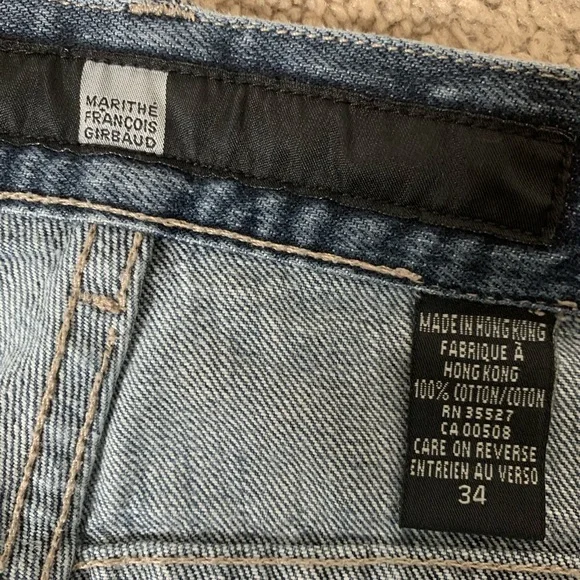 MARITHÉ
FRANÇOIS
GIRBAUD
MADE IN HONG KONG
FABRIQUE À
HONG KONG
100% COTTON/COTON
RN 35527
CA 00508
CARE ON REVERSE
ENTREIEN AU VERSO
34